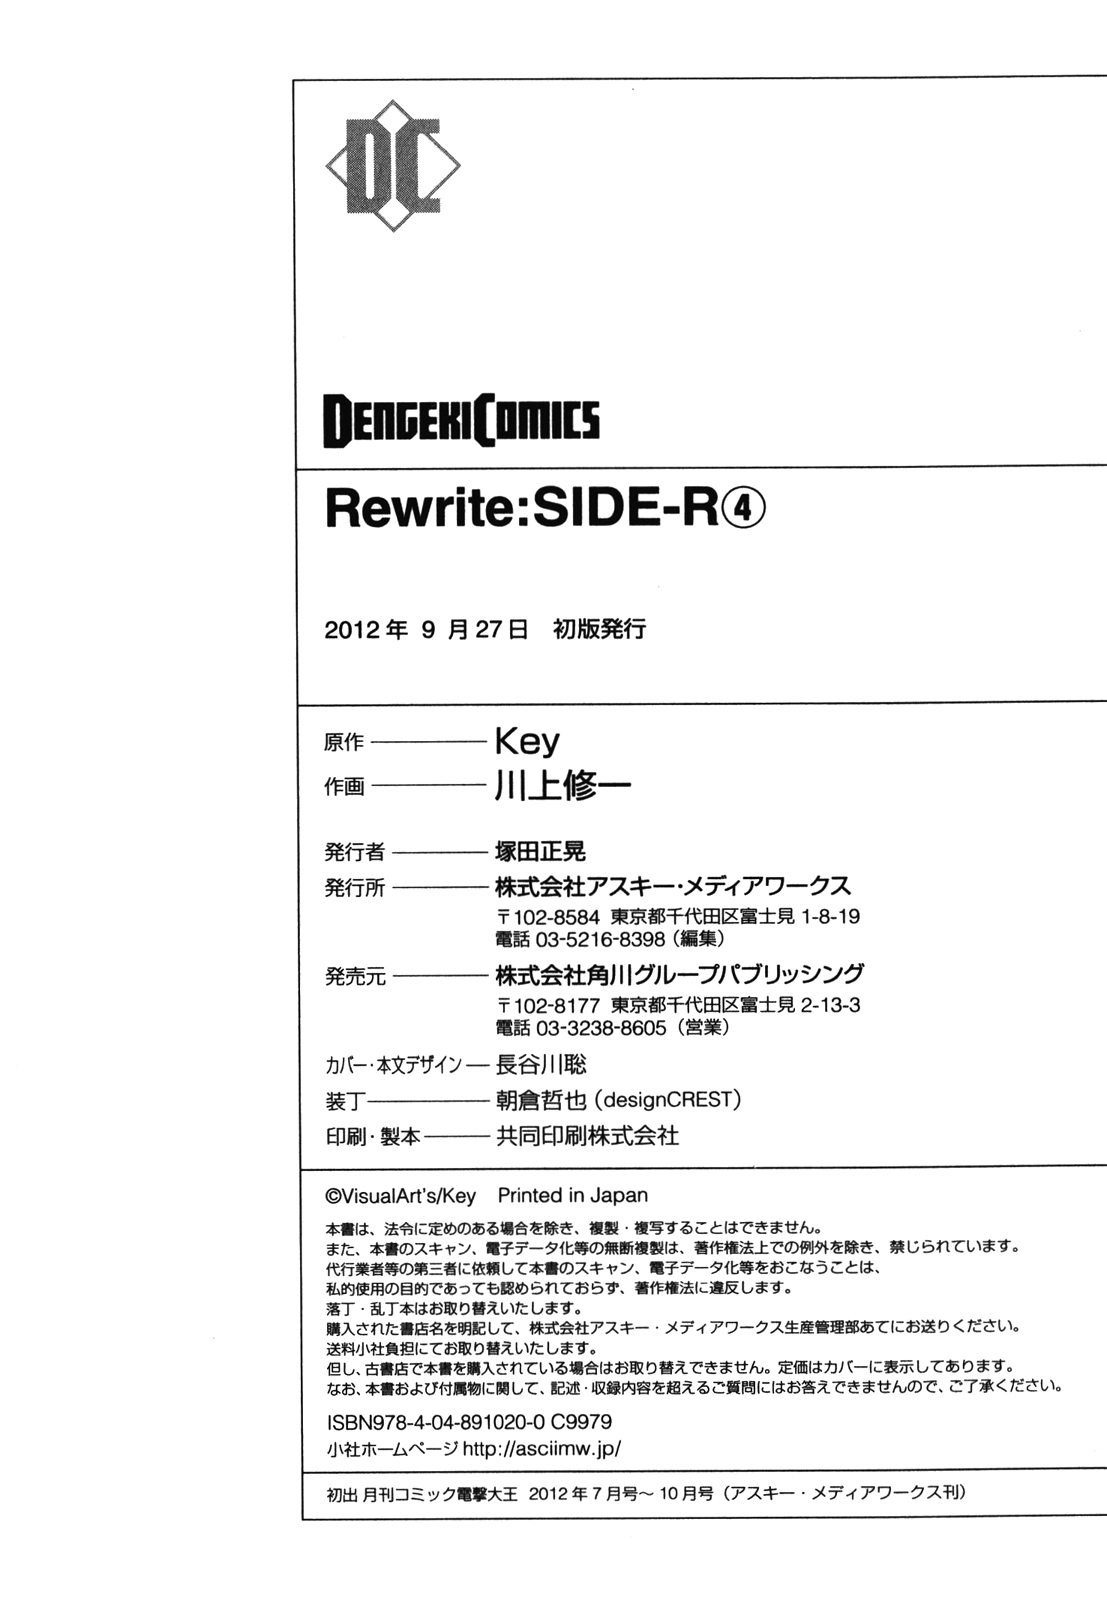 DC
DENGEKI COMICS
Rewrite:SIDE-R④
2012年 9 月27日　初版発行
原作 ―――― Key
作画 ―――― 川上修一
発行者 ―――― 塚田正晃
発行所 ―――― 株式会社アスキー・メディアワークス
〒102-8584 東京都千代田区富士見 1-8-19
電話 03-5216-8398（編集）
発売元 ―――― 株式会社角川グループパブリッシング
〒102-8177 東京都千代田区富士見 2-13-3
電話 03-3238-8605（営業）
カバー・本文デザイン ― 長谷川聡
装丁 ―――― 朝倉哲也（designCREST）
印刷・製本 ――― 共同印刷株式会社
©VisualArt's/Key　Printed in Japan
本書は、法令に定めのある場合を除き、複製・複写することはできません。
また、本書のスキャン、電子データ化等の無断複製は、著作権法上での例外を除き、禁じられています。
代行業者等の第三者に依頼して本書のスキャン、電子データ化等をおこなうことは、
私的使用の目的であっても認められておらず、著作権法に違反します。
落丁・乱丁本はお取り替えいたします。
購入された書店名を明記して、株式会社アスキー・メディアワークス生産管理部あてにお送りください。
送料小社負担にてお取り替えいたします。
但し、古書店で本書を購入されている場合はお取り替えできません。定価はカバーに表示してあります。
なお、本書および付属物に関して、記述・収録内容を超えるご質問にはお答えできませんので、ご了承ください。
ISBN978-4-04-891020-0 C9979
小社ホームページ http://asciimw.jp/
初出 月刊コミック電撃大王 2012年7月号～10月号（アスキー・メディアワークス刊）